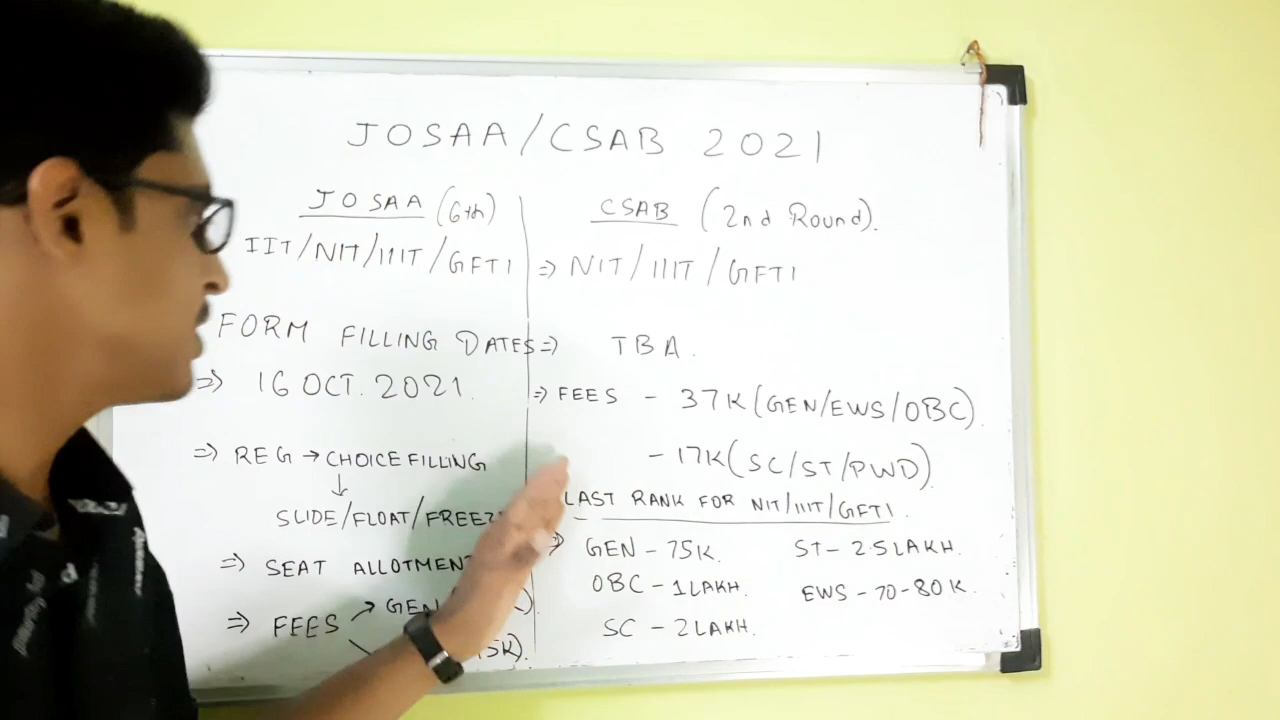 JOSAA/CSAB 2021
JOSAA (6th)
IIT/NIT/IIIT/GFTI
FORM FILLING DATES
⇒ 16 OCT. 2021.
⇒ REG → CHOICE FILLING
↓
SLIDE/FLOAT/FREEZE
⇒ SEAT ALLOTMENT
⇒ FEES → GEN
5K).
CSAB (2nd Round).
⇒ NIT/IIIT/GFTI
⇒ TBA.
⇒ FEES - 37K (GEN/EWS/OBC).
- 17K (SC/ST/PWD).
LAST RANK FOR NIT/IIIT/GFTI.
⇒ GEN - 75K. ST - 2.5 LAKH.
OBC - 1 LAKH. EWS - 70-80K.
SC - 2 LAKH.